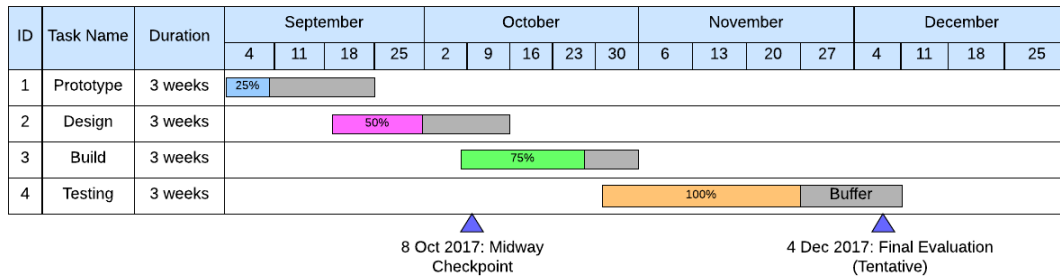 ID Task Name Duration September October November December
4 11 18 25 2 9 16 23 30 6 13 20 27 4 11 18 25
1 Prototype 3 weeks 25%
2 Design 3 weeks 50%
3 Build 3 weeks 75%
4 Testing 3 weeks 100% Buffer
8 Oct 2017: Midway
Checkpoint
4 Dec 2017: Final Evaluation
(Tentative)